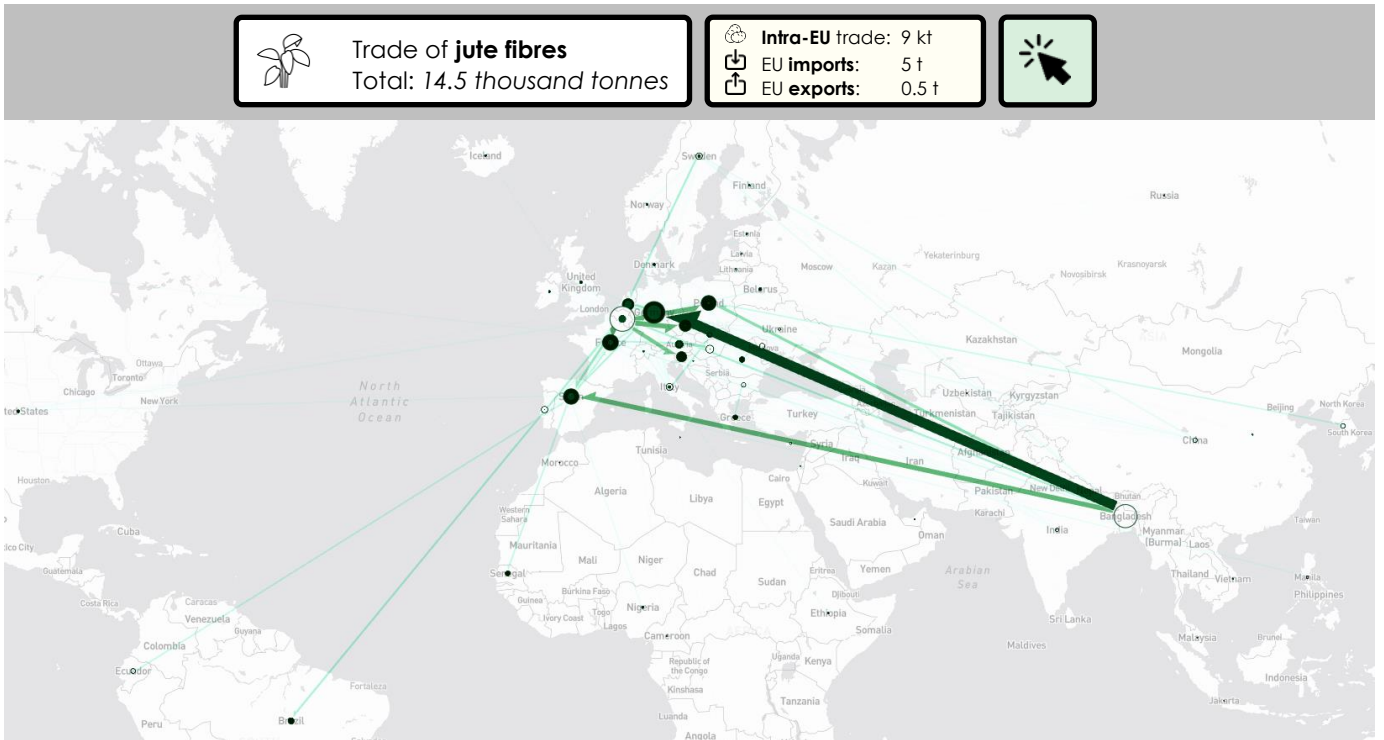 Trade of jute fibres
Total: 14.5 thousand tonnes
Intra-EU trade: 9 kt
EU imports: 5 t
EU exports: 0.5 t
Iceland
Sweden
Finland
Norway
Russia
Estonia
Latvia
Lithuania
Denmark
Moscow
Kazan
Yekaterinburg
Novosibirsk
Krasnoyarsk
United
Kingdom
Belarus
London
Ukraine
Kazakhstan
Mongolia
Ottawa
Toronto
Chicago
New York
North
Atlantic
Ocean
Austria
Serbia
Italy
Greece
Turkey
Uzbekistan
Kyrgyzstan
Turkmenistan
Tajikistan
Beijing
North Korea
South Korea
China
Syria
Iraq
Iran
Afghanistan
Tunisia
Morocco
Algeria
Libya
Cairo
Egypt
Kuwait
Pakistan
New Delhi
Karachi
Bhutan
Bangladesh
Houston
Western
Sahara
Saudi Arabia
Oman
India
Myanmar
(Burma)
Laos
Taiwan
Cuba
Mauritania
Mali
Niger
Chad
Sudan
Eritrea
Yemen
Arabian
Sea
Thailand
Vietnam
Manila
Philippines
Guatemala
Senegal
Burkina Faso
Djibouti
Costa Rica
Caracas
Venezuela
Guyana
Guinea
Ivory Coast
Togo
Lagos
Nigeria
Ethiopia
Somalia
Sri Lanka
Colombia
Cameroon
Maldives
Malaysia
Brunei
Ecuador
Republic of
the Congo
Uganda
Kenya
Indonesia
Fortaleza
Kinshasa
Tanzania
Jakarta
Peru
Brazil
Luanda
Angola